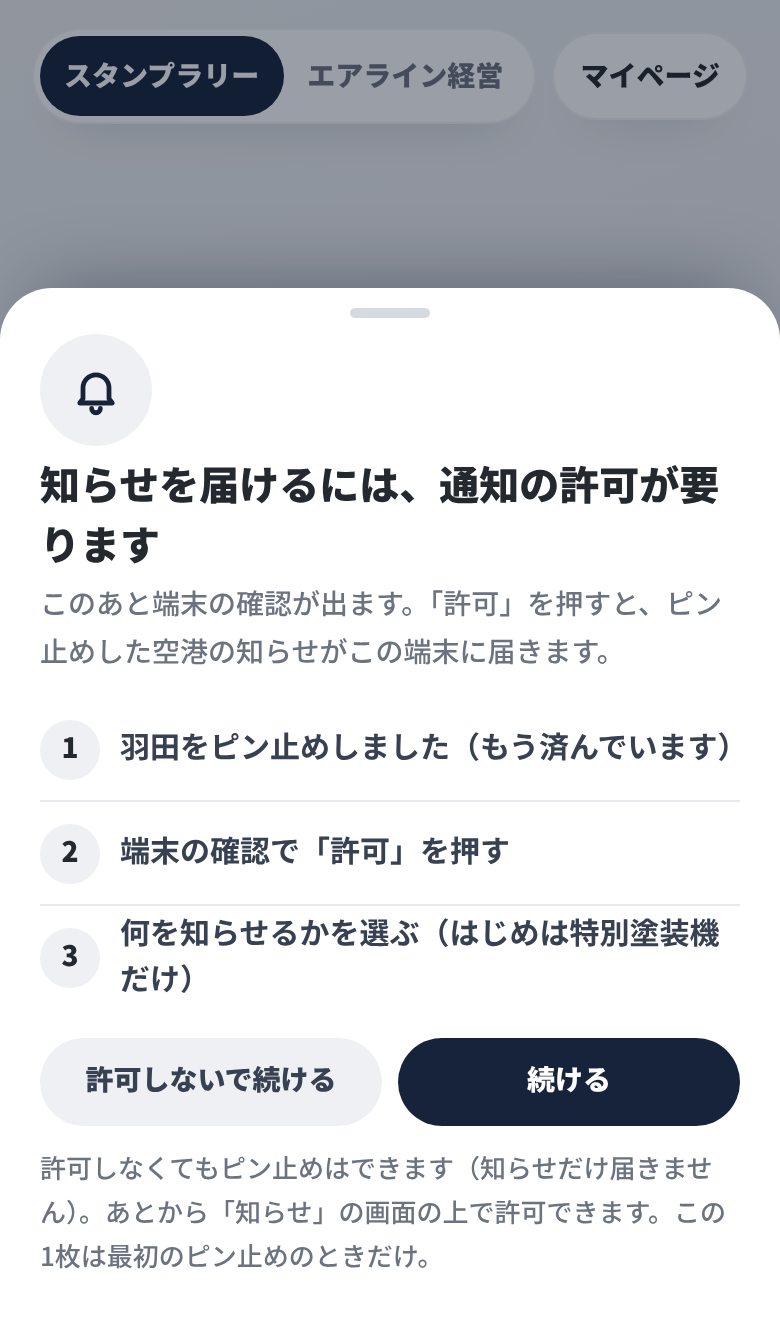 スタンプラリー
エアライン経営
マイページ
知らせを届けるには、通知の許可が要
ります
このあと端末の確認が出ます。「許可」を押すと、ピン
止めした空港の知らせがこの端末に届きます。
1 羽田をピン止めしました（もう済んでいます）
2 端末の確認で「許可」を押す
3 何を知らせるかを選ぶ（はじめは特別塗装機
だけ）
許可しないで続ける
続ける
許可しなくてもピン止めはできます（知らせだけ届きませ
ん）。あとから「知らせ」の画面の上で許可できます。この
1枚は最初のピン止めのときだけ。